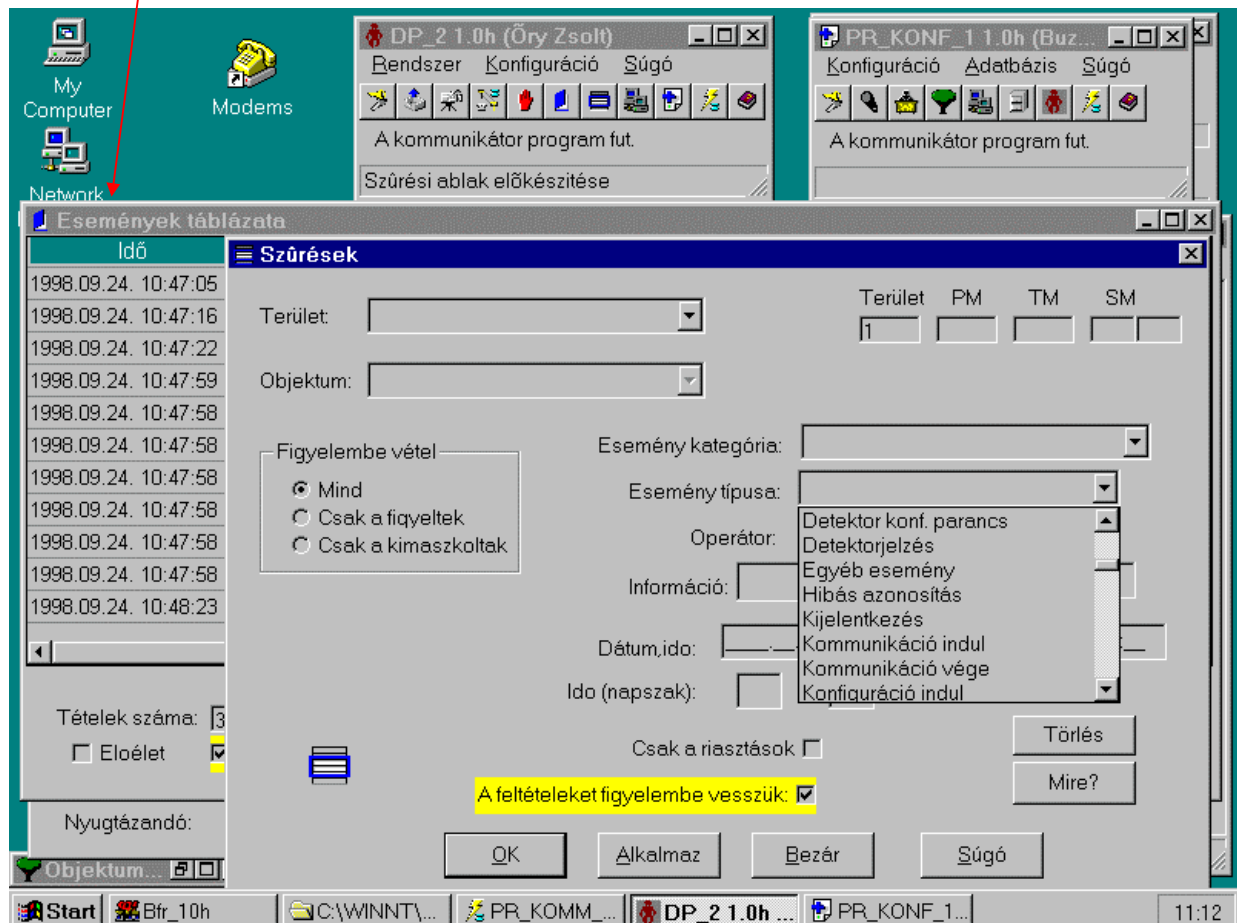 My
Computer
Modems
Network
DP_2 1.0h (Õry Zsolt)
Rendszer Konfiguráció Súgó
A kommunikátor program fut.
Szûrési ablak elõkészitése
PR_KONF_1 1.0h (Buz...
Konfiguráció Adatbázis Súgó
A kommunikátor program fut.
Események táblázata
Idő
1998.09.24. 10:47:05
1998.09.24. 10:47:16
1998.09.24. 10:47:22
1998.09.24. 10:47:59
1998.09.24. 10:47:58
1998.09.24. 10:47:58
1998.09.24. 10:47:58
1998.09.24. 10:47:58
1998.09.24. 10:47:58
1998.09.24. 10:47:58
1998.09.24. 10:48:23
Tételek száma: 3
Eloélet
Nyugtázandó:
Szûrések
Terület:
Objektum:
Terület PM TM SM
1
Figyelembe vétel
Mind
Csak a figyeltek
Csak a kimaszkoltak
Esemény kategória:
Esemény típusa:
Operátor:
Információ:
Dátum,ido:
Ido (napszak):
Detektor konf. parancs
Detektorjelzés
Egyéb esemény
Hibás azonosítás
Kijelentkezés
Kommunikáció indul
Kommunikáció vége
Konfiguráció indul
Csak a riasztások
A feltételeket figyelembe vesszük:
Törlés
Mire?
OK Alkalmaz Bezár Súgó
Objektum...
Start Bfr_10h C:\WINNT\... PR_KOMM_... DP_2 1.0h ... PR_KONF_1... 11:12